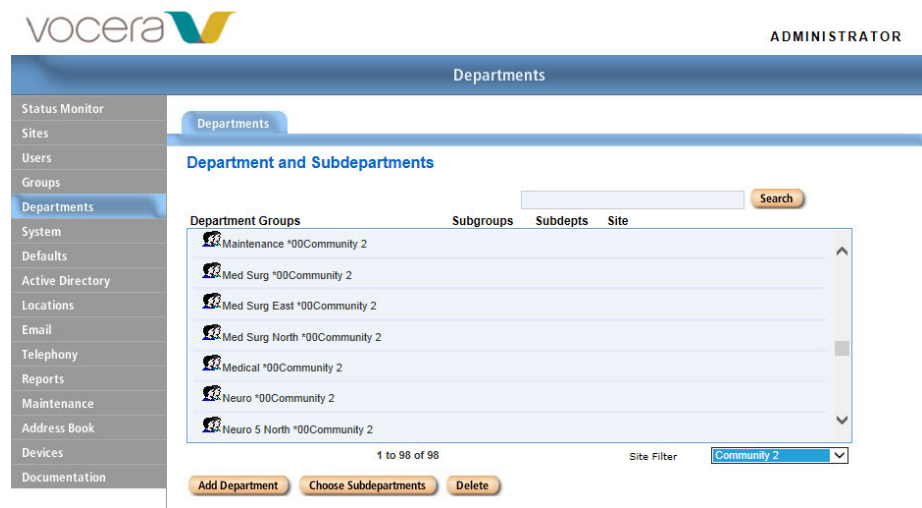 vocera
ADMINISTRATOR
Departments
Status Monitor
Sites
Users
Groups
Departments
System
Defaults
Active Directory
Locations
Email
Telephony
Reports
Maintenance
Address Book
Devices
Documentation
Departments
Department and Subdepartments
Search
Department Groups Subgroups Subdepts Site
Maintenance *00Community 2
Med Surg *00Community 2
Med Surg East *00Community 2
Med Surg North *00Community 2
Medical *00Community 2
Neuro *00Community 2
Neuro 5 North *00Community 2
1 to 98 of 98 Site Filter Community 2
Add Department Choose Subdepartments Delete